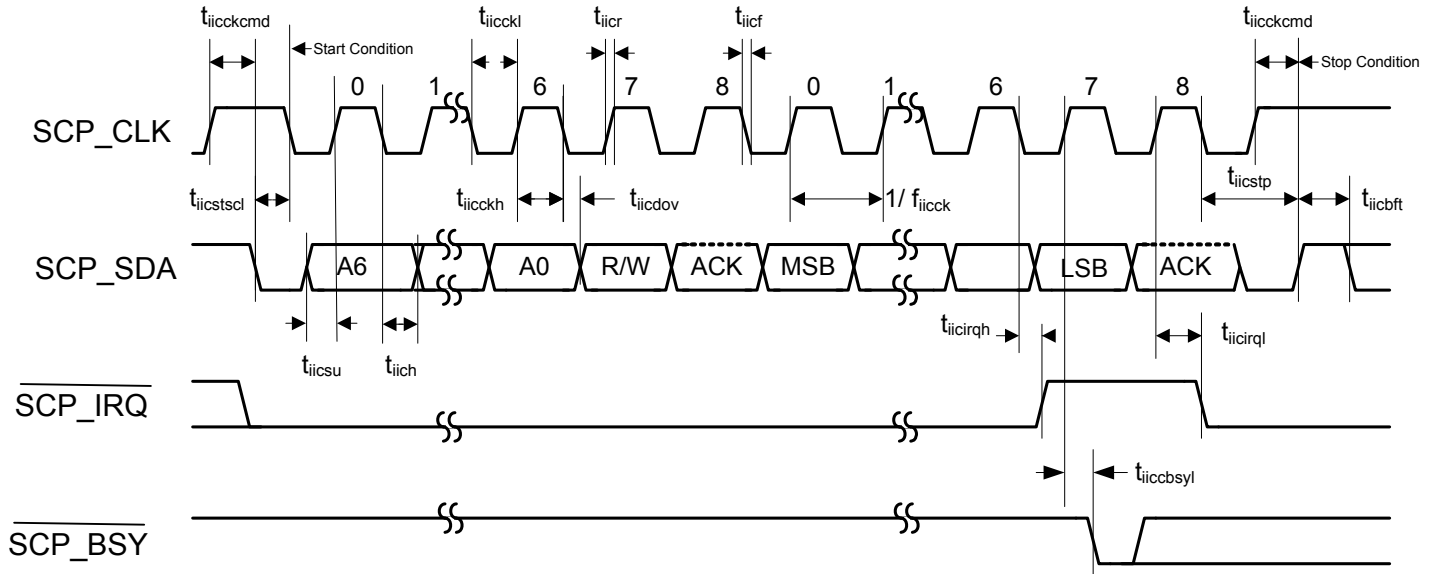 tiicckcmd tiicckl tiicr tiicf tiicckcmd
Start Condition Stop Condition
0 1 6 7 8 0 1 6 7 8
SCP_CLK
tiicstscl tiicckh tiicdov 1/ fiicck tiicstp tiicbft
SCP_SDA
A6 A0 R/W ACK MSB LSB ACK
tiicsu tiich tiicirqh tiicirql
SCP_IRQ
tiiccbsyl
SCP_BSY